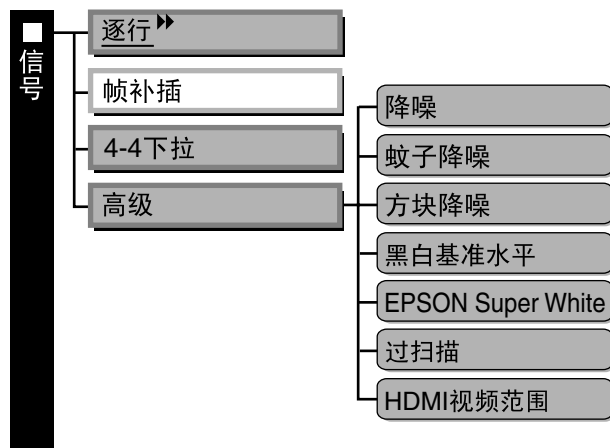 信号
逐行
帧补插
4-4下拉
高级
降噪
蚊子降噪
方块降噪
黑白基准水平
EPSON Super White
过扫描
HDMI视频范围